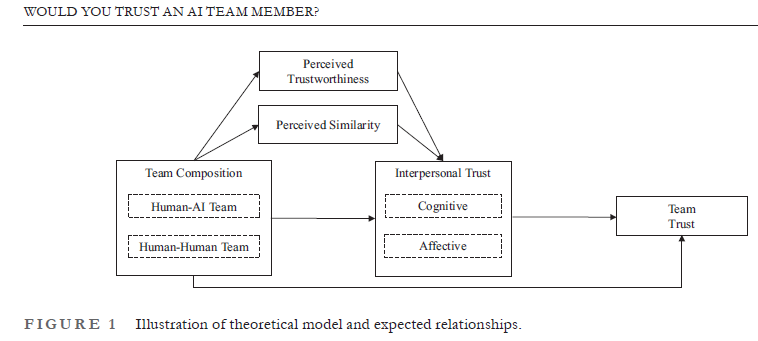 WOULD YOU TRUST AN AI TEAM MEMBER?
Perceived
Trustworthiness
Perceived Similarity
Team Composition
Human-AI Team
Human-Human Team
Interpersonal Trust
Cognitive
Affective
Team
Trust
FIGURE 1 Illustration of theoretical model and expected relationships.